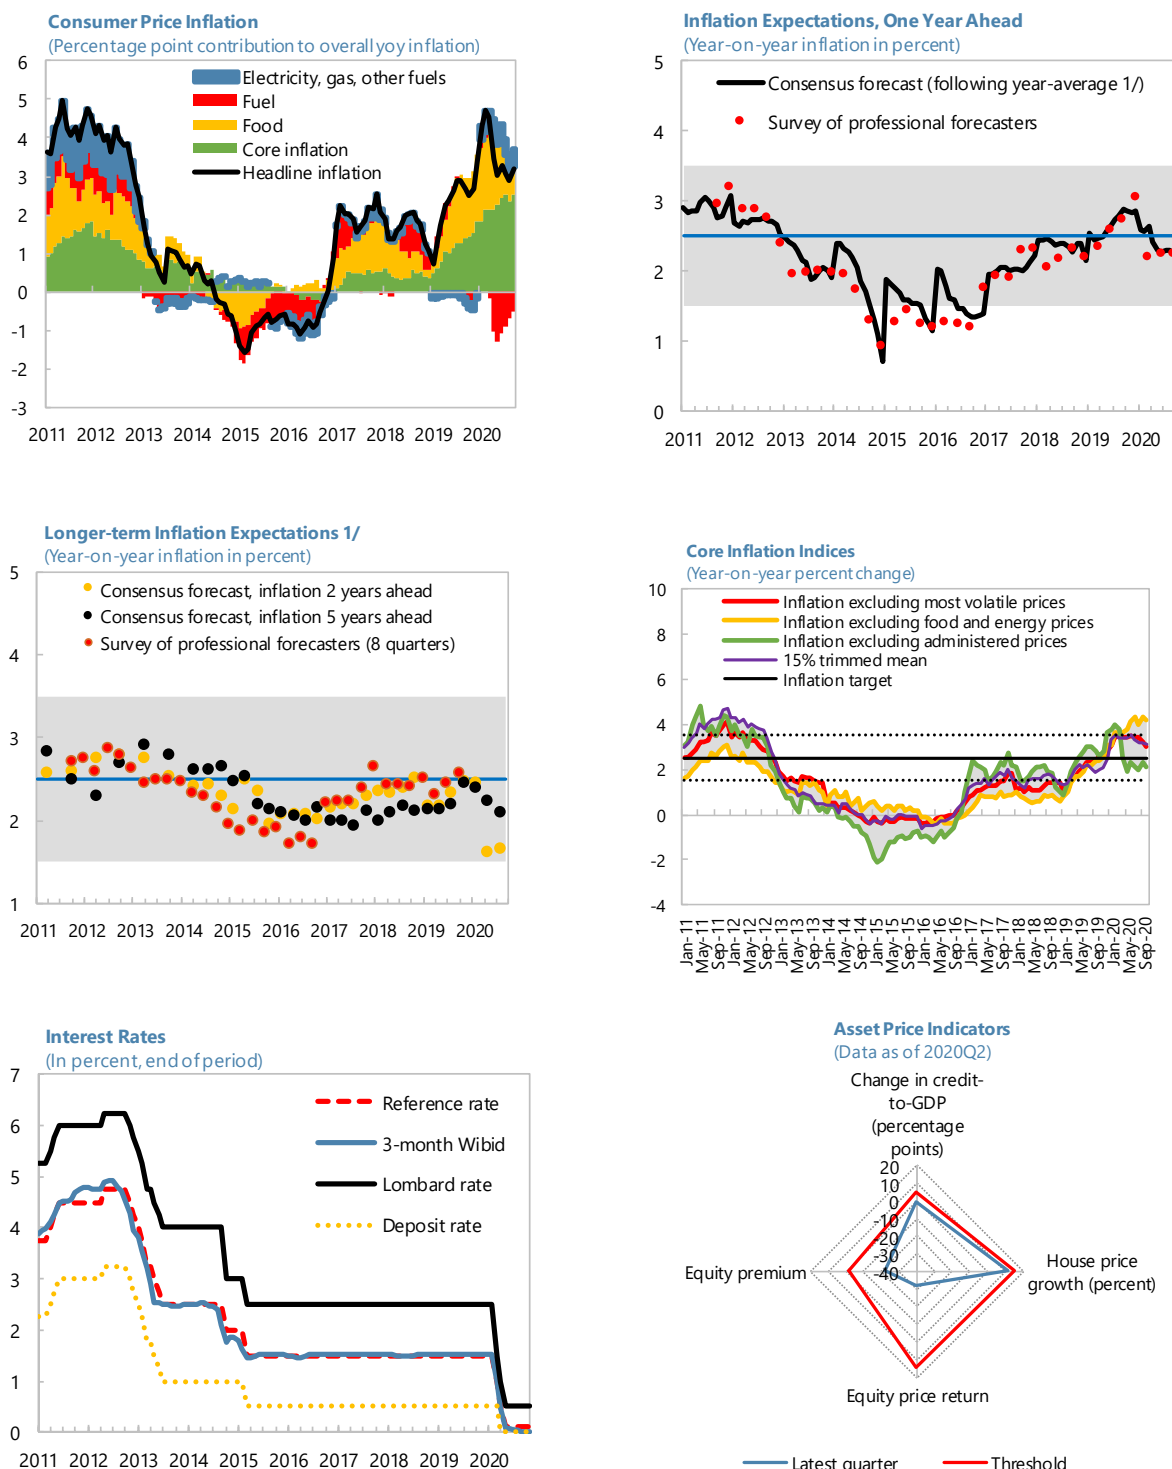 Consumer Price Inflation
(Percentage point contribution to overall yoy inflation)
6
5
4
3
2
1
0
-1
-2
-3
Electricity, gas, other fuels
Fuel
Food
Core inflation
Headline inflation
2011 2012 2013 2014 2015 2016 2017 2018 2019 2020
Inflation Expectations, One Year Ahead
(Year-on-year inflation in percent)
5
4
3
2
1
0
Consensus forecast (following year-average 1/)
Survey of professional forecasters
2011 2012 2013 2014 2015 2016 2017 2018 2019 2020
Longer-term Inflation Expectations 1/
(Year-on-year inflation in percent)
5
4
3
2
1
Consensus forecast, inflation 2 years ahead
Consensus forecast, inflation 5 years ahead
Survey of professional forecasters (8 quarters)
2011 2012 2013 2014 2015 2016 2017 2018 2019 2020
Core Inflation Indices
(Year-on-year percent change)
10
8
6
4
2
0
-2
-4
Inflation excluding most volatile prices
Inflation excluding food and energy prices
Inflation excluding administered prices
15% trimmed mean
Inflation target
Jan-11
May-11
Sep-11
Jan-12
May-12
Sep-12
Jan-13
May-13
Sep-13
Jan-14
May-14
Sep-14
Jan-15
May-15
Sep-15
Jan-16
May-16
Sep-16
Jan-17
May-17
Sep-17
Jan-18
May-18
Sep-18
Jan-19
May-19
Sep-19
Jan-20
May-20
Sep-20
Interest Rates
(In percent, end of period)
7
6
5
4
3
2
1
0
Reference rate
3-month Wibid
Lombard rate
Deposit rate
2011 2012 2013 2014 2015 2016 2017 2018 2019 2020
Asset Price Indicators
(Data as of 2020Q2)
Change in credit-
to-GDP
(percentage
points)
20
10
0
-10
-20
-30
-40
Equity premium
House price
growth (percent)
Equity price return
Latest quarter
Threshold